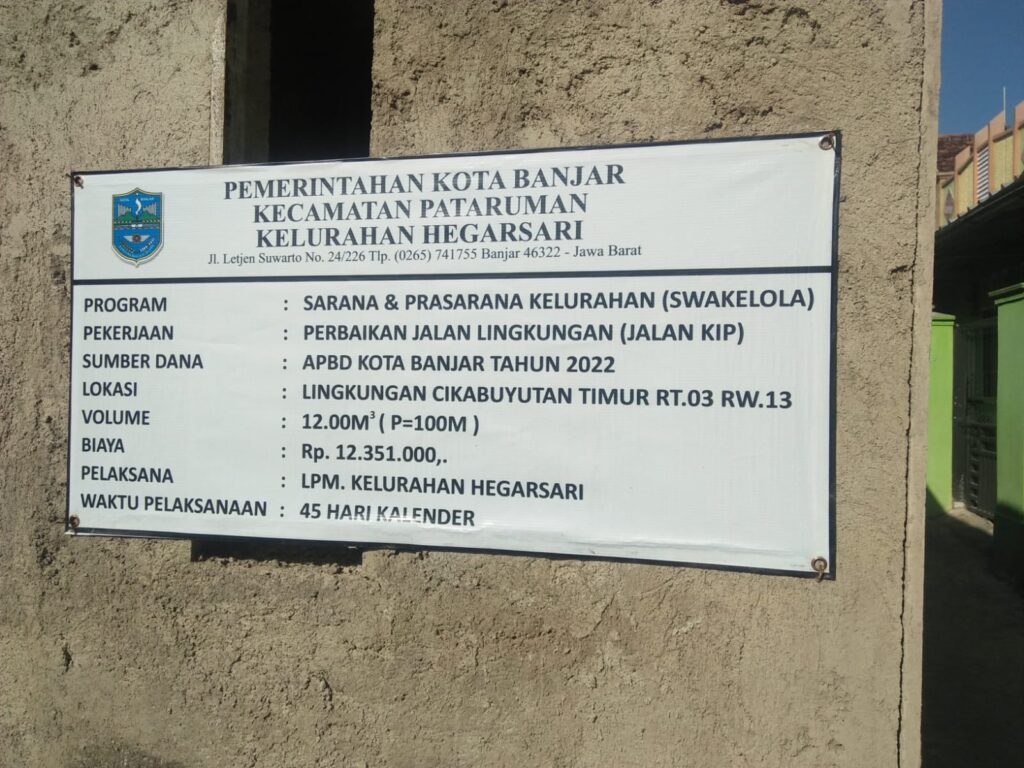 PEMERINTAHAN KOTA BANJAR
KECAMATAN PATARUMAN
KELURAHAN HEGARSARI
Jl. Letjen Suwarto No. 24/226 Tlp. (0265) 741755 Banjar 46322 - Jawa Barat
PROGRAM : SARANA & PRASARANA KELURAHAN (SWAKELOLA)
PEKERJAAN : PERBAIKAN JALAN LINGKUNGAN (JALAN KIP)
SUMBER DANA : APBD KOTA BANJAR TAHUN 2022
LOKASI : LINGKUNGAN CIKABUYUTAN TIMUR RT.03 RW.13
VOLUME : 12.00M³ ( P=100M )
BIAYA : Rp. 12.351.000,.
PELAKSANA : LPM. KELURAHAN HEGARSARI
WAKTU PELAKSANAAN : 45 HARI KALENDER